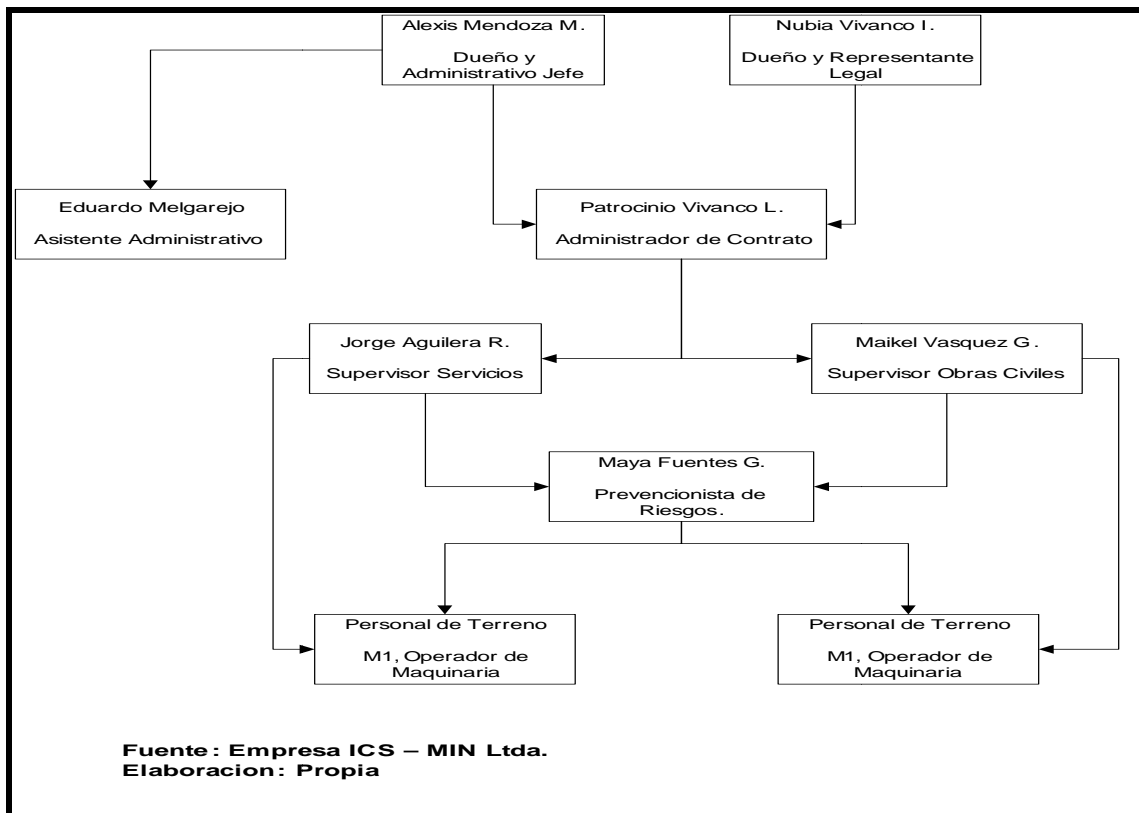 Alexis Mendoza M.
Dueño y
Administrativo Jefe
Nubia Vivanco I.
Dueño y Representante
Legal
Eduardo Melgarejo
Asistente Administrativo
Patrocinio Vivanco L.
Administrador de Contrato
Jorge Aguilera R.
Supervisor Servicios
Maikel Vasquez G.
Supervisor Obras Civiles
Maya Fuentes G.
Prevencionista de
Riesgos.
Personal de Terreno
M1, Operador de
Maquinaria
Personal de Terreno
M1, Operador de
Maquinaria
Fuente: Empresa ICS – MIN Ltda.
Elaboracion: Propia